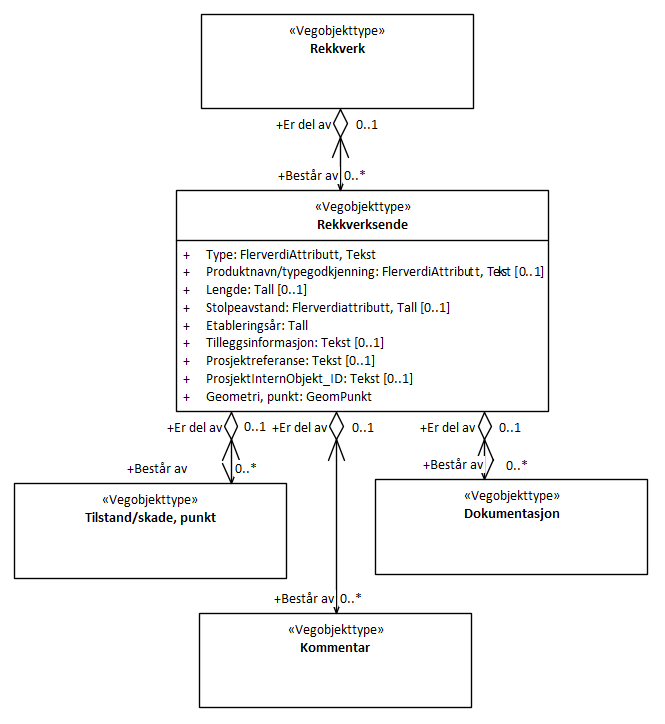 «Vegobjekttype»
Rekkverk
+Er del av 0..1
+Består av 0..*
«Vegobjekttype»
Rekkverksende
+ Type: FlerverdiAttributt, Tekst
+ Produktnavn/typegodkjenning: FlerverdiAttributt, Tekst [0..1]
+ Lengde: Tall [0..1]
+ Stolpeavstand: Flerverdiattributt, Tall [0..1]
+ Etableringsår: Tall
+ Tilleggsinformasjon: Tekst [0..1]
+ Prosjektreferanse: Tekst [0..1]
+ ProsjektInternObjekt_ID: Tekst [0..1]
+ Geometri, punkt: GeomPunkt
+Er del av 0..1 +Er del av 0..1 +Er del av 0..1
+Består av 0..* +Består av 0..*
«Vegobjekttype»
Tilstand/skade, punkt
«Vegobjekttype»
Dokumentasjon
+Består av 0..*
«Vegobjekttype»
Kommentar